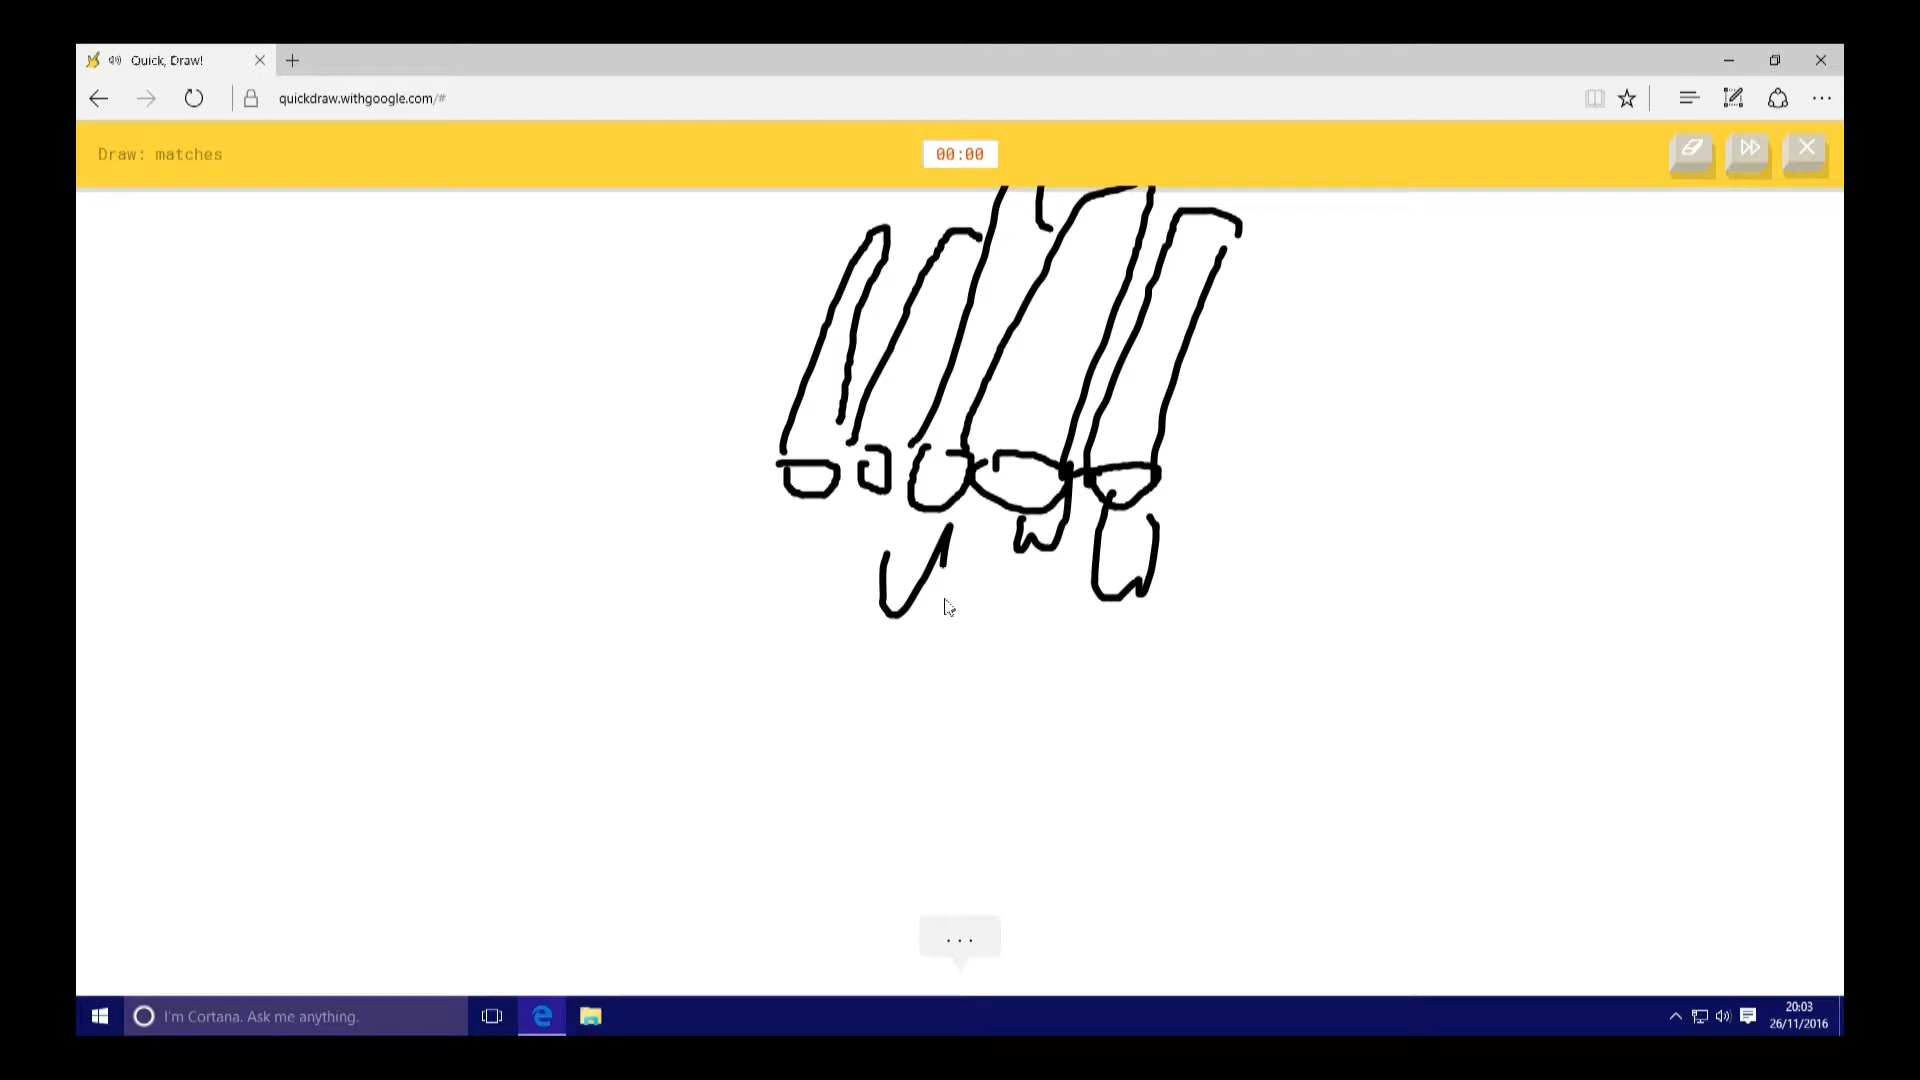 Quick, Draw!
quickdraw.withgoogle.com/#
Draw: matches
00:00
...
I'm Cortana. Ask me anything.
20:03
26/11/2016